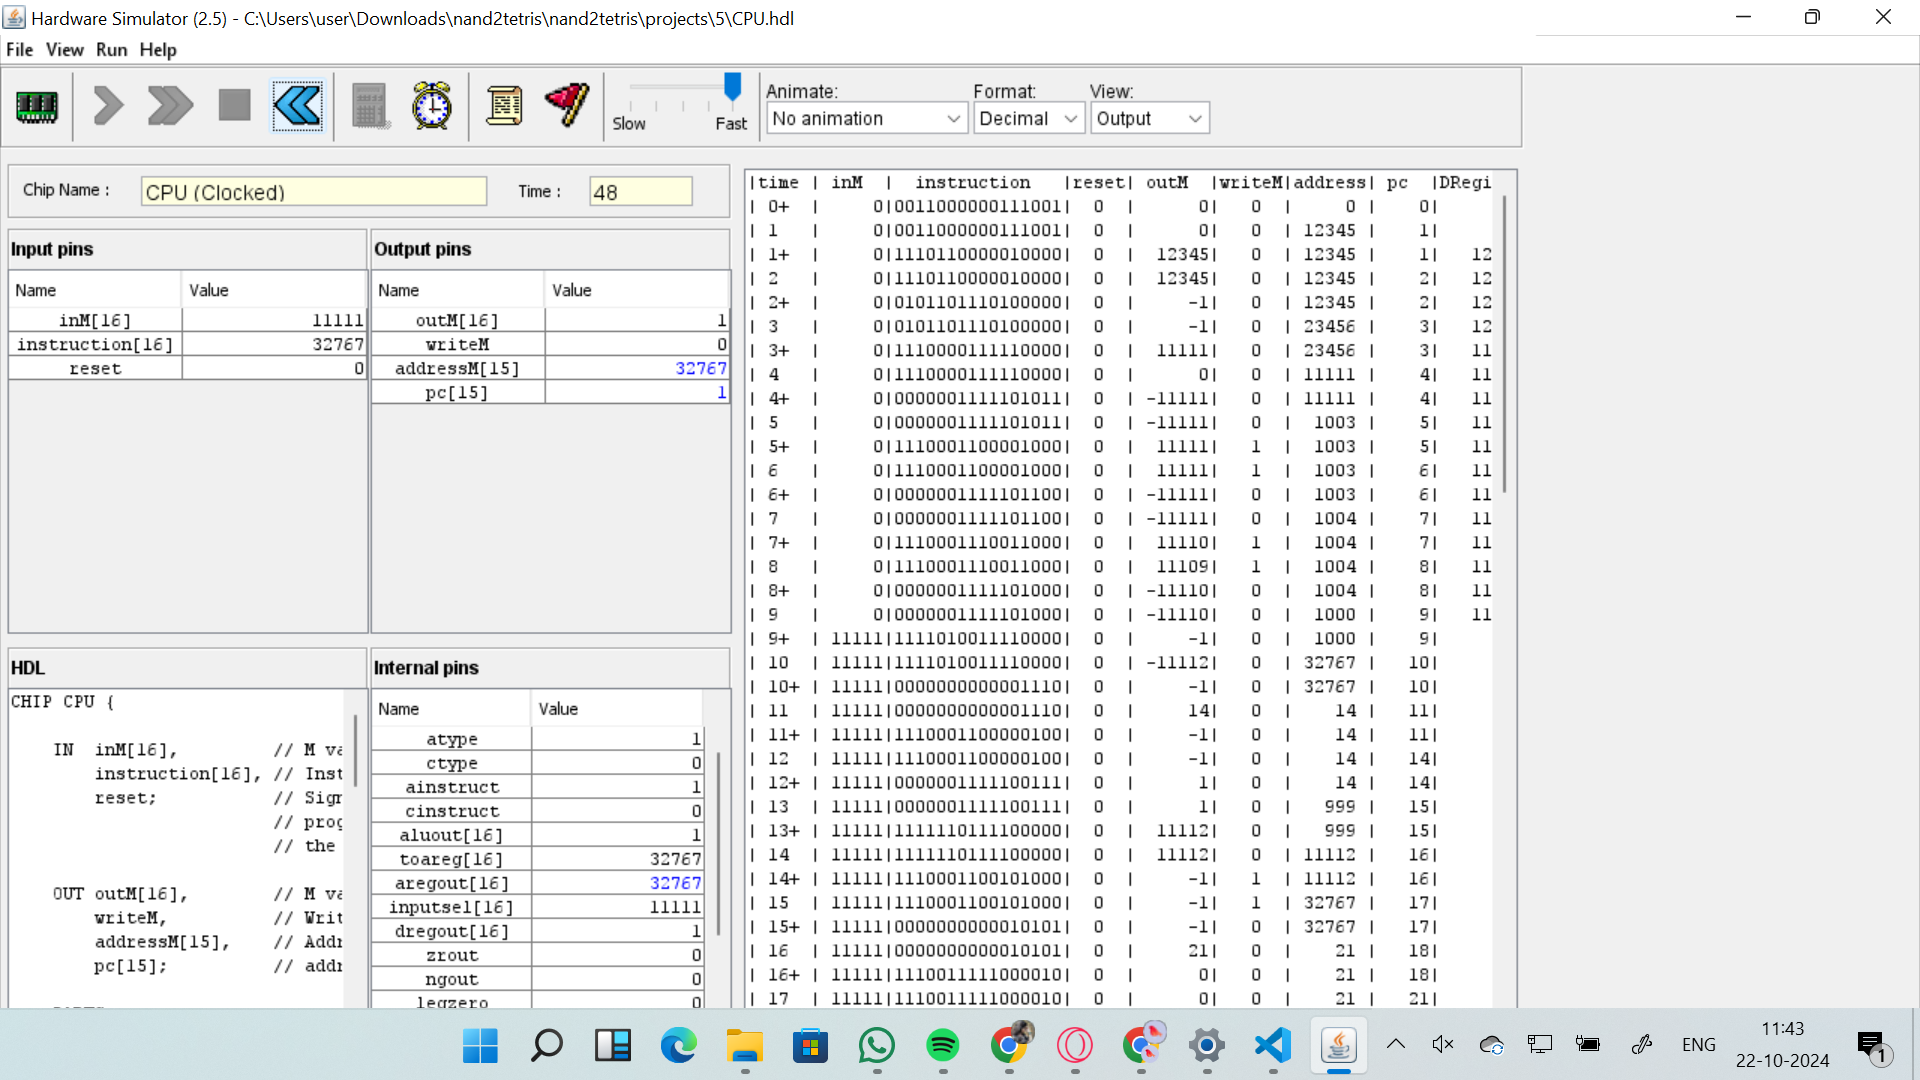 Hardware Simulator (2.5) - C:\Users\user\Downloads\nand2tetris\nand2tetris\projects\5\CPU.hdl
File View Run Help
Slow Fast
Animate: Format: View:
No animation Decimal Output
Chip Name : CPU (Clocked) Time : 48
Input pins
Name Value
inM[16] 11111
instruction[16] 32767
reset 0
Output pins
Name Value
outM[16] 1
writeM 0
addressM[15] 32767
pc[15] 1
HDL
CHIP CPU {
IN inM[16], // M va
instruction[16], // Inst
reset; // Sigr
// prog
// the
OUT outM[16], // M va
writeM, // Writ
addressM[15], // Addr
pc[15]; // addr
Internal pins
Name Value
atype 1
ctype 0
ainstruct 1
cinstruct 0
aluout[16] 1
toareg[16] 32767
aregout[16] 32767
inputsel[16] 11111
dregout[16] 1
zrout 0
ngout 0
leqzero 0
|time | inM | instruction |reset| outM |writeM|address| pc |DRegi
| 0+ | 0|0011000000111001| 0 | 0| 0 | 0 | 0|
| 1 | 0|0011000000111001| 0 | 0| 0 | 12345 | 1|
| 1+ | 0|1110110000010000| 0 | 12345| 0 | 12345 | 1| 12
| 2 | 0|1110110000010000| 0 | 12345| 0 | 12345 | 2| 12
| 2+ | 0|0101101110100000| 0 | -1| 0 | 12345 | 2| 12
| 3 | 0|0101101110100000| 0 | -1| 0 | 23456 | 3| 12
| 3+ | 0|1110000111110000| 0 | 11111| 0 | 23456 | 3| 11
| 4 | 0|1110000111110000| 0 | 0| 0 | 11111 | 4| 11
| 4+ | 0|0000001111101011| 0 | -11111| 0 | 11111 | 4| 11
| 5 | 0|0000001111101011| 0 | -11111| 0 | 1003 | 5| 11
| 5+ | 0|1110001100001000| 0 | 11111| 1 | 1003 | 5| 11
| 6 | 0|1110001100001000| 0 | 11111| 1 | 1003 | 6| 11
| 6+ | 0|0000001111101100| 0 | -11111| 0 | 1003 | 6| 11
| 7 | 0|0000001111101100| 0 | -11111| 0 | 1004 | 7| 11
| 7+ | 0|1110001110011000| 0 | 11110| 1 | 1004 | 7| 11
| 8 | 0|1110001110011000| 0 | 11109| 1 | 1004 | 8| 11
| 8+ | 0|0000001111101000| 0 | -11110| 0 | 1004 | 8| 11
| 9 | 0|0000001111101000| 0 | -11110| 0 | 1000 | 9| 11
| 9+ | 11111|1111010011110000| 0 | -1| 0 | 1000 | 9|
| 10 | 11111|1111010011110000| 0 | -11112| 0 | 32767 | 10|
| 10+ | 11111|0000000000001110| 0 | -1| 0 | 32767 | 10|
| 11 | 11111|0000000000001110| 0 | 14| 0 | 14 | 11|
| 11+ | 11111|1110001100000100| 0 | -1| 0 | 14 | 11|
| 12 | 11111|1110001100000100| 0 | -1| 0 | 14 | 14|
| 12+ | 11111|0000001111100111| 0 | 1| 0 | 14 | 14|
| 13 | 11111|0000001111100111| 0 | 1| 0 | 999 | 15|
| 13+ | 11111|1111110111100000| 0 | 11112| 0 | 999 | 15|
| 14 | 11111|1111110111100000| 0 | 11112| 0 | 11112 | 16|
| 14+ | 11111|1110001100101000| 0 | -1| 1 | 11112 | 16|
| 15 | 11111|1110001100101000| 0 | -1| 1 | 32767 | 17|
| 15+ | 11111|0000000000010101| 0 | -1| 0 | 32767 | 17|
| 16 | 11111|0000000000010101| 0 | 21| 0 | 21 | 18|
| 16+ | 11111|1110011111000010| 0 | 0| 0 | 21 | 18|
| 17 | 11111|1110011111000010| 0 | 0| 0 | 21 | 21|
ENG
11:43
22-10-2024
1